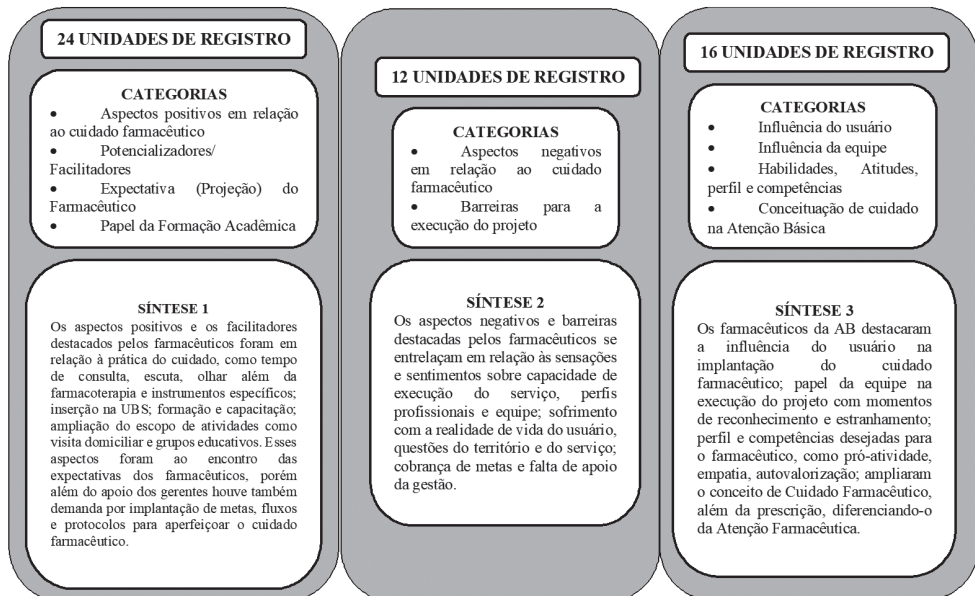 24 UNIDADES DE REGISTRO
CATEGORIAS
• Aspectos positivos em relação
ao cuidado farmacêutico
• Potencializadores/
Facilitadores
• Expectativa (Projeção) do
Farmacêutico
• Papel da Formação Acadêmica
SÍNTESE 1
Os aspectos positivos e os facilitadores
destacados pelos farmacêuticos foram em
relação à prática do cuidado, como tempo
de consulta, escuta, olhar além da
farmacoterapia e instrumentos específicos;
inserção na UBS; formação e capacitação;
ampliação do escopo de atividades como
visita domiciliar e grupos educativos. Esses
aspectos foram ao encontro das
expectativas dos farmacêuticos, porém
além do apoio dos gerentes houve também
demanda por implantação de metas, fluxos
e protocolos para aperfeiçoar o cuidado
farmacêutico.
12 UNIDADES DE REGISTRO
CATEGORIAS
• Aspectos negativos
em relação ao cuidado
farmacêutico
• Barreiras para a
execução do projeto
SÍNTESE 2
Os aspectos negativos e barreiras
destacadas pelos farmacêuticos se
entrelaçam em relação às sensações
e sentimentos sobre capacidade de
execução do serviço, perfis
profissionais e equipe; sofrimento
com a realidade de vida do usuário,
questões do território e do serviço;
cobrança de metas e falta de apoio
da gestão.
16 UNIDADES DE REGISTRO
CATEGORIAS
• Influência do usuário
• Influência da equipe
• Habilidades, Atitudes,
perfil e competências
• Conceituação de cuidado
na Atenção Básica
SÍNTESE 3
Os farmacêuticos da AB destacaram
a influência do usuário na
implantação do cuidado
farmacêutico; papel da equipe na
execução do projeto com momentos
de reconhecimento e estranhamento;
perfil e competências desejadas para
o farmacêutico, como pró-atividade,
empatia, autovalorização; ampliaram
o conceito de Cuidado Farmacêutico,
além da prescrição, diferenciando-o
da Atenção Farmacêutica.